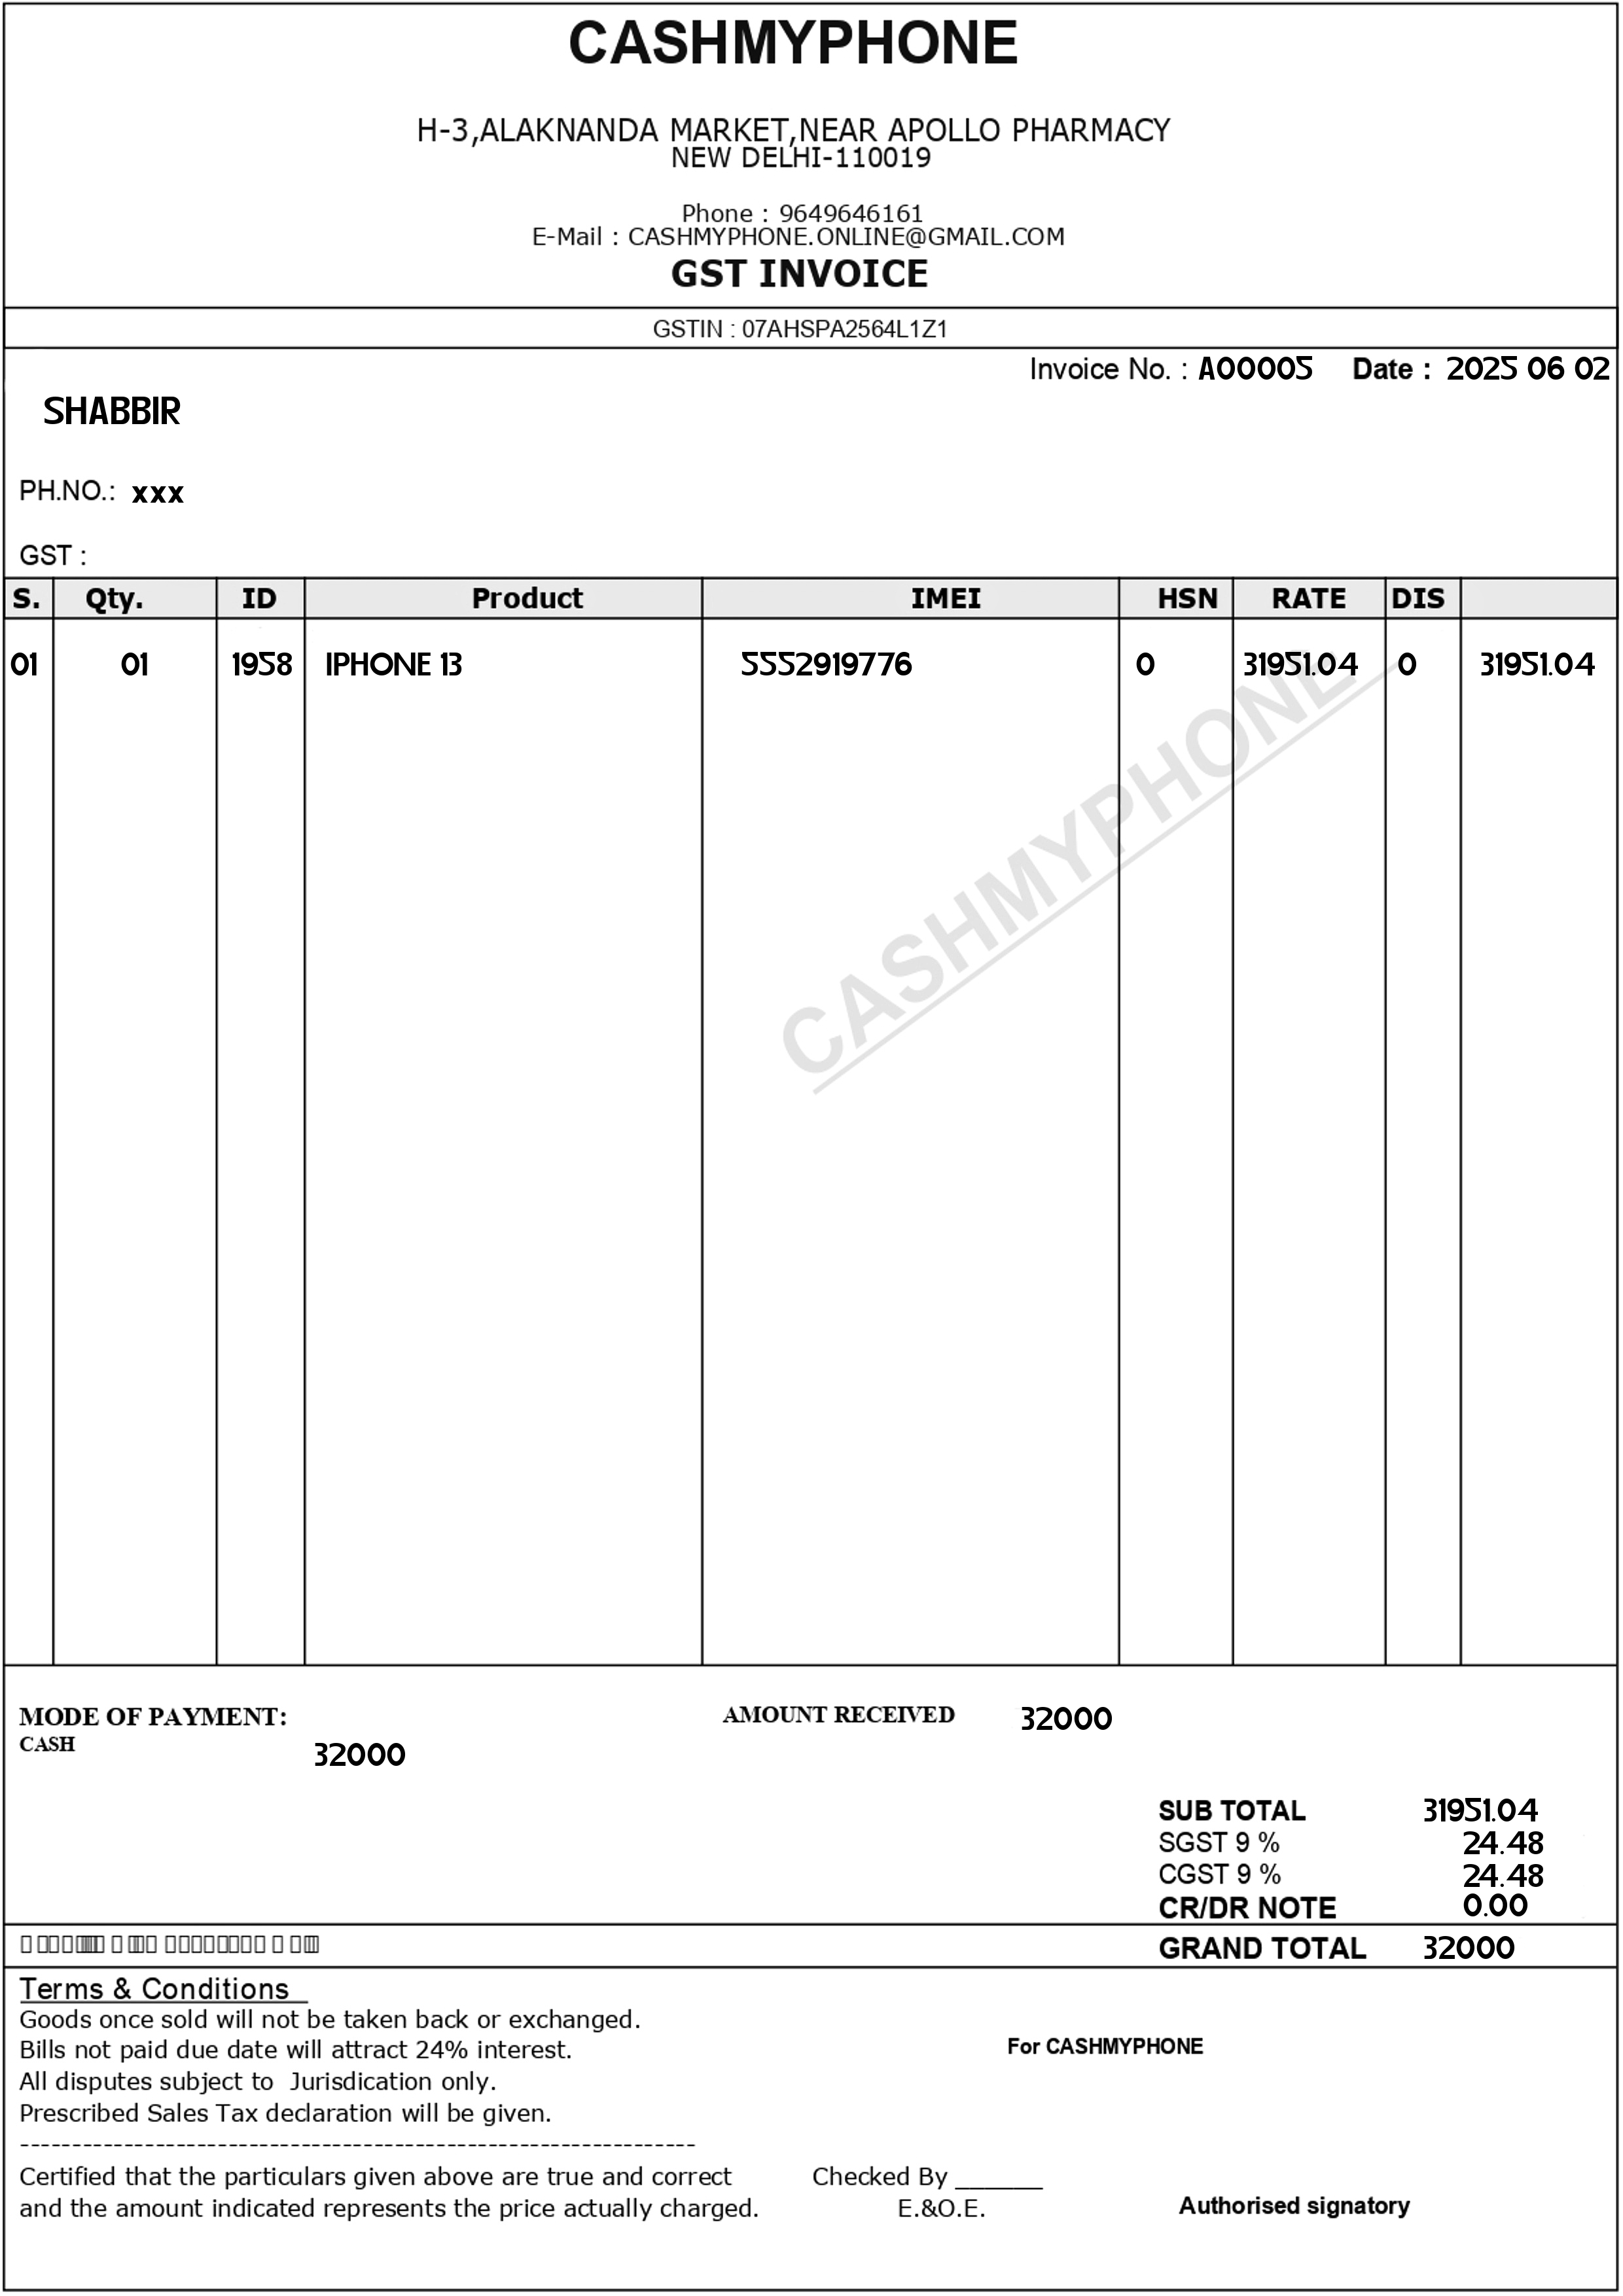 CASHMYPHONE
H-3,ALAKNANDA MARKET,NEAR APOLLO PHARMACY
NEW DELHI-110019
Phone : 9649646161
E-Mail : CASHMYPHONE.ONLINE@GMAIL.COM
GST INVOICE
GSTIN : 07AHSPA2564L1Z1
Invoice No. : A00005 Date : 2025 06 02
SHABBIR
PH.NO.: xxx
GST :
S. Qty. ID Product IMEI HSN RATE DIS
01 01 1958 IPHONE 13 5552919776 0 31951.04 0 31951.04
CASHMYPHONE
MODE OF PAYMENT: AMOUNT RECEIVED 32000
CASH 32000
SUB TOTAL 31951.04
SGST 9 % 24.48
CGST 9 % 24.48
CR/DR NOTE 0.00
GRAND TOTAL 32000
Terms & Conditions
Goods once sold will not be taken back or exchanged.
Bills not paid due date will attract 24% interest.
For CASHMYPHONE
All disputes subject to Jurisdication only.
Prescribed Sales Tax declaration will be given.
-----------------------------------------------------------------
Certified that the particulars given above are true and correct Checked By ______
and the amount indicated represents the price actually charged. E.&O.E. Authorised signatory